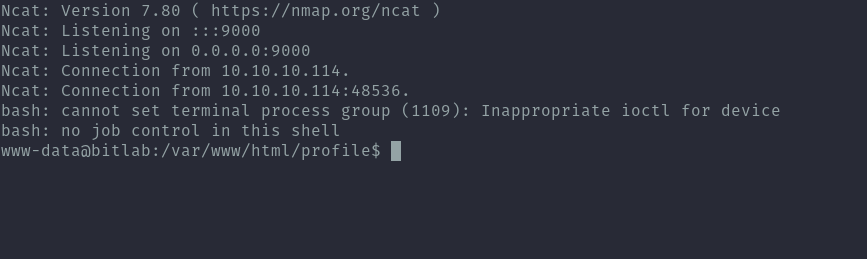 Ncat: Version 7.80 ( https://nmap.org/ncat )
Ncat: Listening on :::9000
Ncat: Listening on 0.0.0.0:9000
Ncat: Connection from 10.10.10.114.
Ncat: Connection from 10.10.10.114:48536.
bash: cannot set terminal process group (1109): Inappropriate ioctl for device
bash: no job control in this shell
www-data@bitlab:/var/www/html/profile$